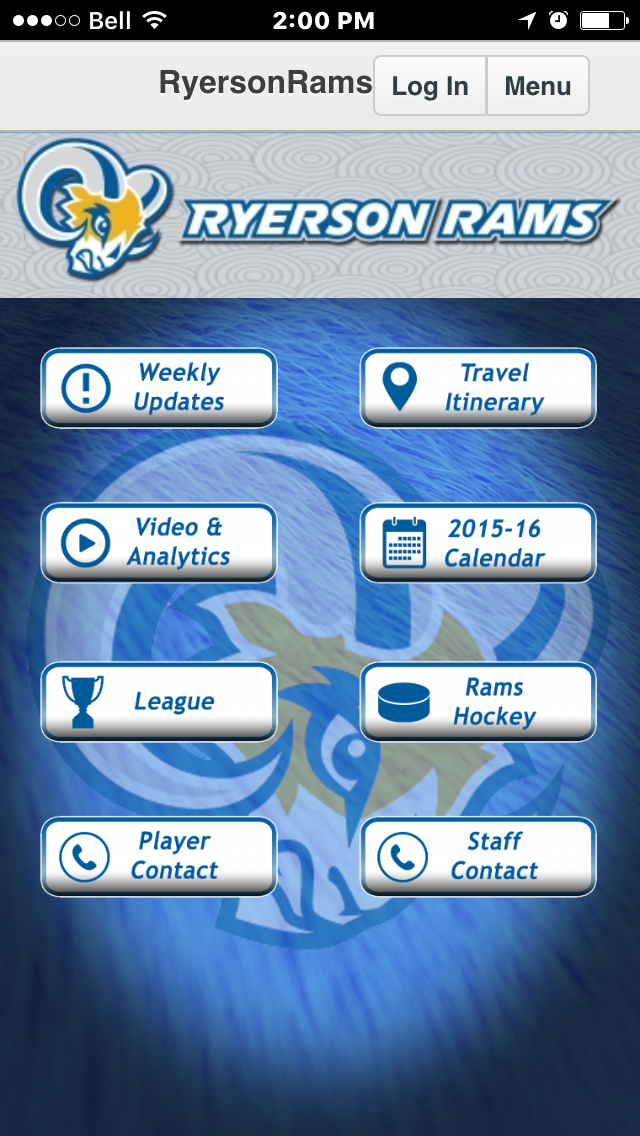 Bell 2:00 PM
RyersonRams Log In Menu
RYERSON RAMS
Weekly
Updates
Travel
Itinerary
Video &
Analytics
2015-16
Calendar
League
Rams
Hockey
Player
Contact
Staff
Contact